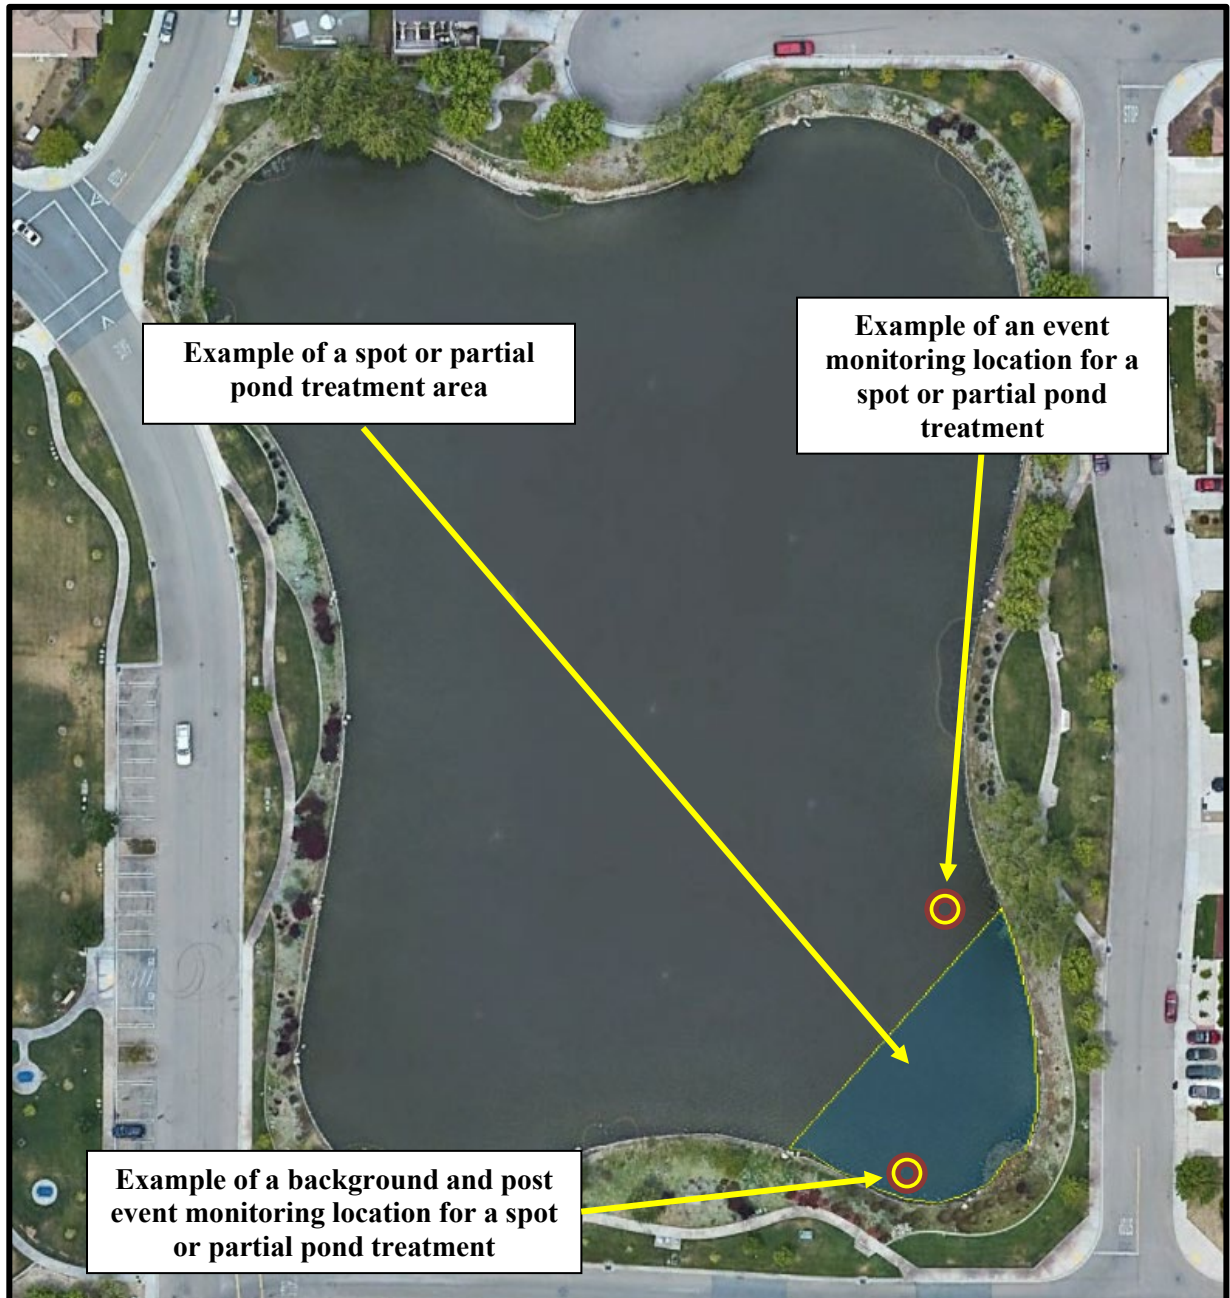 Example of a spot or partial
pond treatment area
Example of an event
monitoring location for a
spot or partial pond
treatment
STOP
Example of a background and post
event monitoring location for a spot
or partial pond treatment